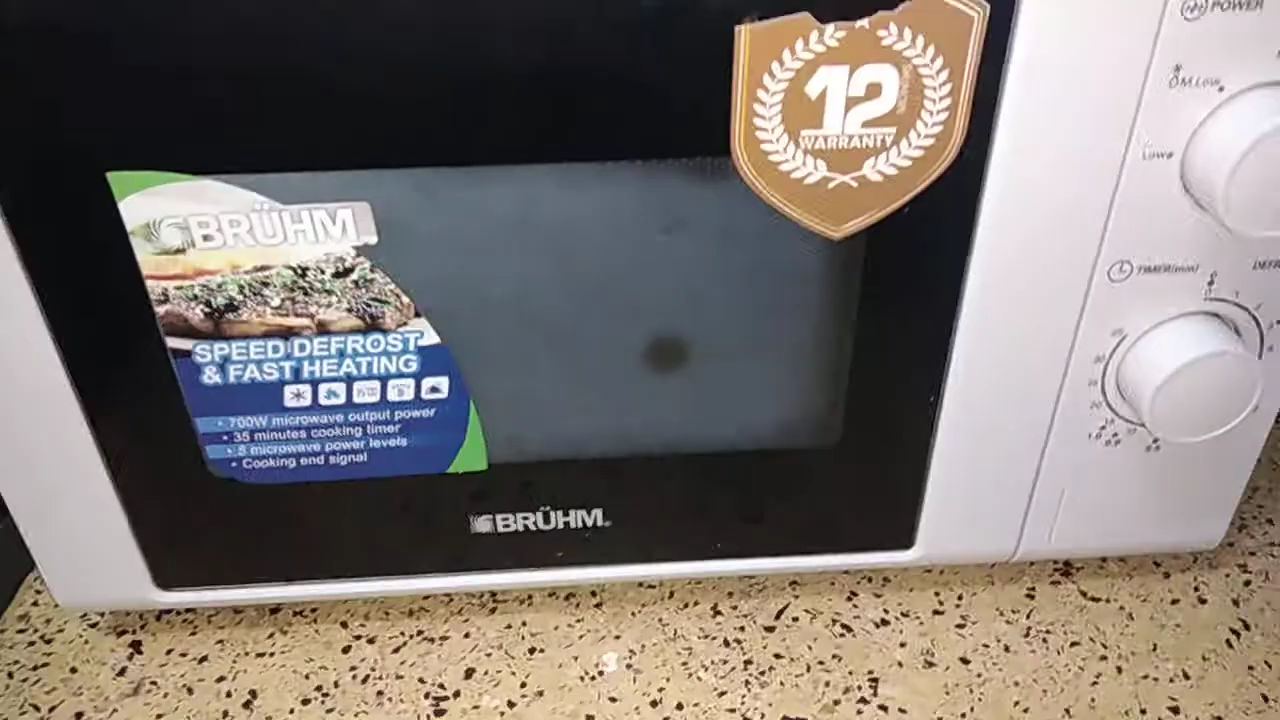 POWER
12
MONTHS
WARRANTY
M.Low
Low
BRÜHM
SPEED DEFROST
& FAST HEATING
• 700W microwave output power
• 35 minutes cooking timer
• 5 microwave power levels
• Cooking end signal
TIMER(min)
BRÜHM